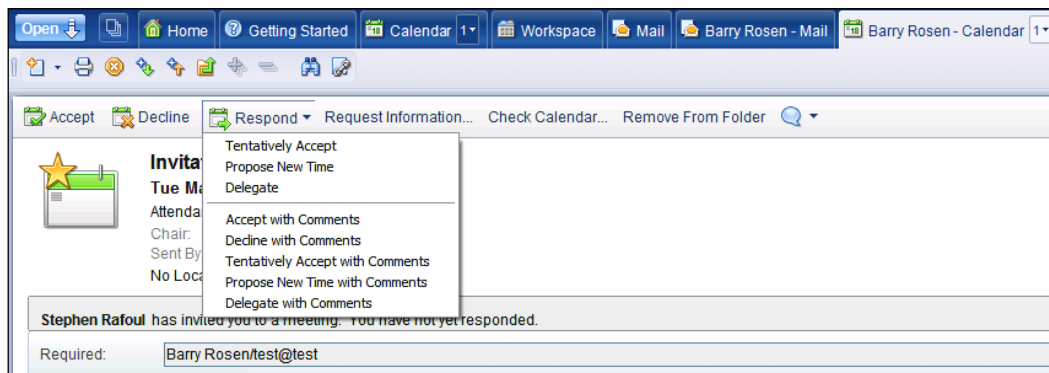 Open Home Getting Started Calendar 1 Workspace Mail Barry Rosen - Mail Barry Rosen - Calendar 1
Accept Decline Respond Request Information... Check Calendar... Remove From Folder
Tentatively Accept
Propose New Time
Delegate
Accept with Comments
Decline with Comments
Tentatively Accept with Comments
Propose New Time with Comments
Delegate with Comments
Invita
Tue Ma
Attenda
Chair:
Sent By
No Loca
Stephen Rafoul has invited you to a meeting. You have not yet responded.
Required: Barry Rosen/test@test